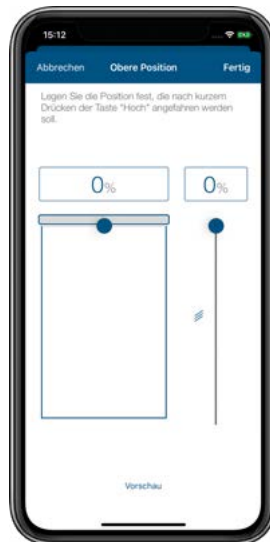 15:12
Abbrechen Obere Position Fertig
Legen Sie die Position fest, die nach kurzem
Drücken der Taste "Hoch" angefahren werden
soll.
0% 0%
Vorschau